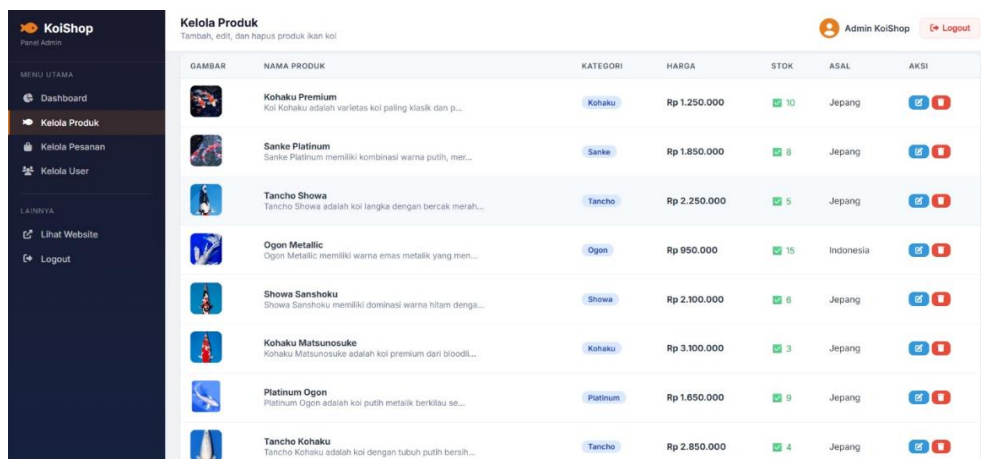 KoiShop
Panel Admin
MENU UTAMA
Dashboard
Kelola Produk
Kelola Pesanan
Kelola User
LAINNYA
Lihat Website
Logout
Kelola Produk
Tambah, edit, dan hapus produk ikan koi
Admin KoiShop
Logout
GAMBAR NAMA PRODUK KATEGORI HARGA STOK ASAL AKSI
Kohaku Premium
Koi Kohaku adalah varietas koi paling klasik dan p...
Kohaku Rp 1.250.000 10 Jepang
Sanke Platinum
Sanke Platinum memiliki kombinasi warna putih, mer...
Sanke Rp 1.850.000 8 Jepang
Tancho Showa
Tancho Showa adalah koi langka dengan bercak merah...
Tancho Rp 2.250.000 5 Jepang
Ogon Metallic
Ogon Metallic memiliki warna emas metalik yang men...
Ogon Rp 950.000 15 Indonesia
Showa Sanshoku
Showa Sanshoku memiliki dominasi warna hitam denga...
Showa Rp 2.100.000 6 Jepang
Kohaku Matsunosuke
Kohaku Matsunosuke adalah koi premium dari bloodli...
Kohaku Rp 3.100.000 3 Jepang
Platinum Ogon
Platinum Ogon adalah koi putih metalik berkilau se...
Platinum Rp 1.650.000 9 Jepang
Tancho Kohaku
Tancho Kohaku adalah koi dengan tubuh putih bersih...
Tancho Rp 2.850.000 4 Jepang